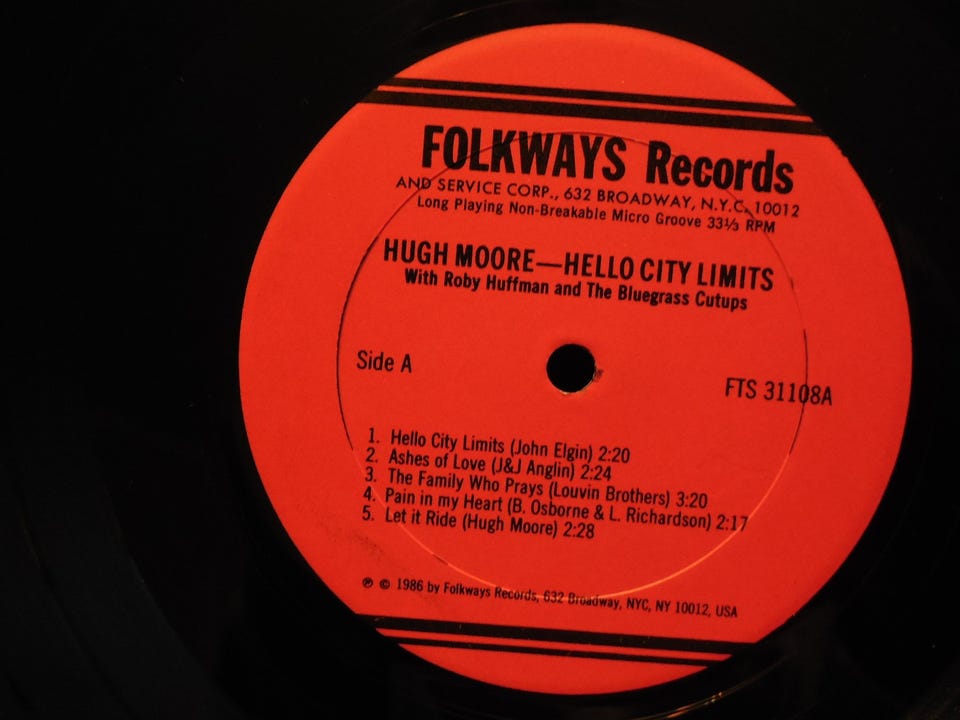 FOLKWAYS Records
AND SERVICE CORP., 632 BROADWAY, N.Y.C. 10012
Long Playing Non-Breakable Micro Groove 33⅓ RPM
HUGH MOORE—HELLO CITY LIMITS
With Roby Huffman and The Bluegrass Cutups
Side A
FTS 31108A
1. Hello City Limits (John Elgin) 2:20
2. Ashes of Love (J&J Anglin) 2:24
3. The Family Who Prays (Louvin Brothers) 3:20
4. Pain in my Heart (B. Osborne & L. Richardson) 2:17
5. Let it Ride (Hugh Moore) 2:28
℗ © 1986 by Folkways Records, 632 Broadway, NYC, NY 10012, USA